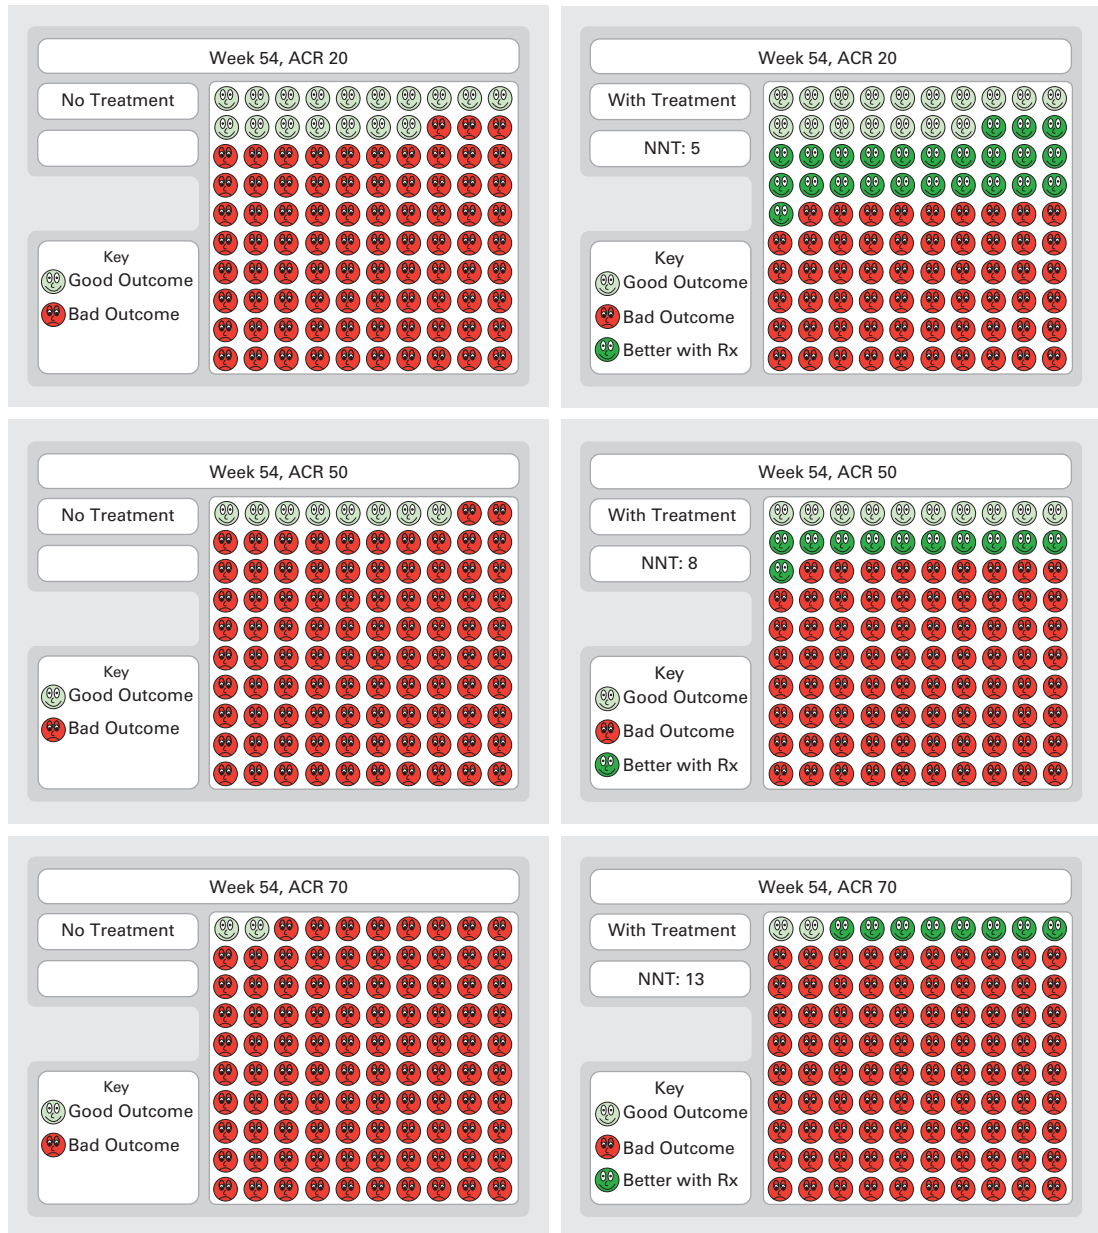 Week 54, ACR 20
No Treatment
Key
Good Outcome
Bad Outcome
Week 54, ACR 20
With Treatment
NNT: 5
Key
Good Outcome
Bad Outcome
Better with Rx
Week 54, ACR 50
No Treatment
Key
Good Outcome
Bad Outcome
Week 54, ACR 50
With Treatment
NNT: 8
Key
Good Outcome
Bad Outcome
Better with Rx
Week 54, ACR 70
No Treatment
Key
Good Outcome
Bad Outcome
Week 54, ACR 70
With Treatment
NNT: 13
Key
Good Outcome
Bad Outcome
Better with Rx